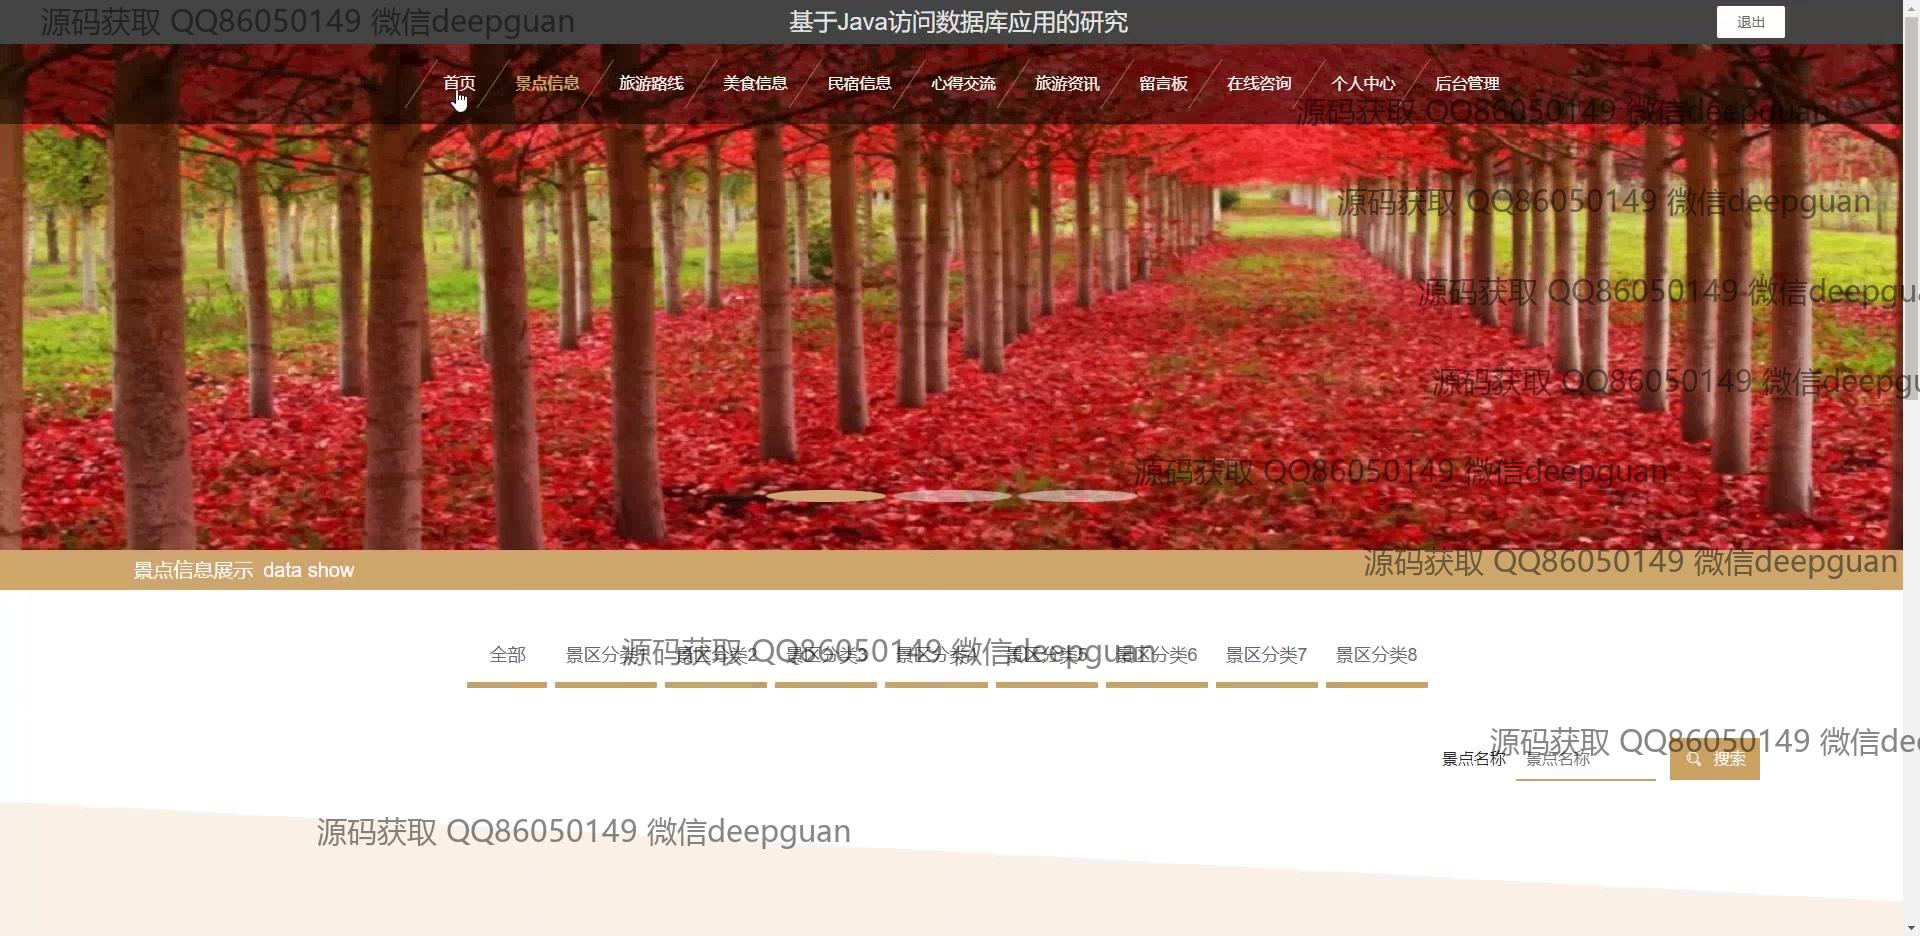 源码获取 QQ86050149 微信deepguan
基于Java访问数据库应用的研究
退出
首页 景点信息 旅游路线 美食信息 民宿信息 心得交流 旅游资讯 留言板 在线咨询 个人中心 后台管理
源码获取 QQ86050149 微信deepguan
源码获取 QQ86050149 微信deepguan
源码获取 QQ86050149 微信deepgua
源码获取 QQ86050149 微信deepgu
源码获取 QQ86050149 微信deepguan
源码获取 QQ86050149 微信deepguan
景点信息展示 data show
源码获取 QQ86050149 微信deepguan
全部 景区分类1 景区分类2 景区分类3 景区分类4 景区分类5 景区分类6 景区分类7 景区分类8
源码获取 QQ86050149 微信dee
景点名称 景点名称 搜索
源码获取 QQ86050149 微信deepguan